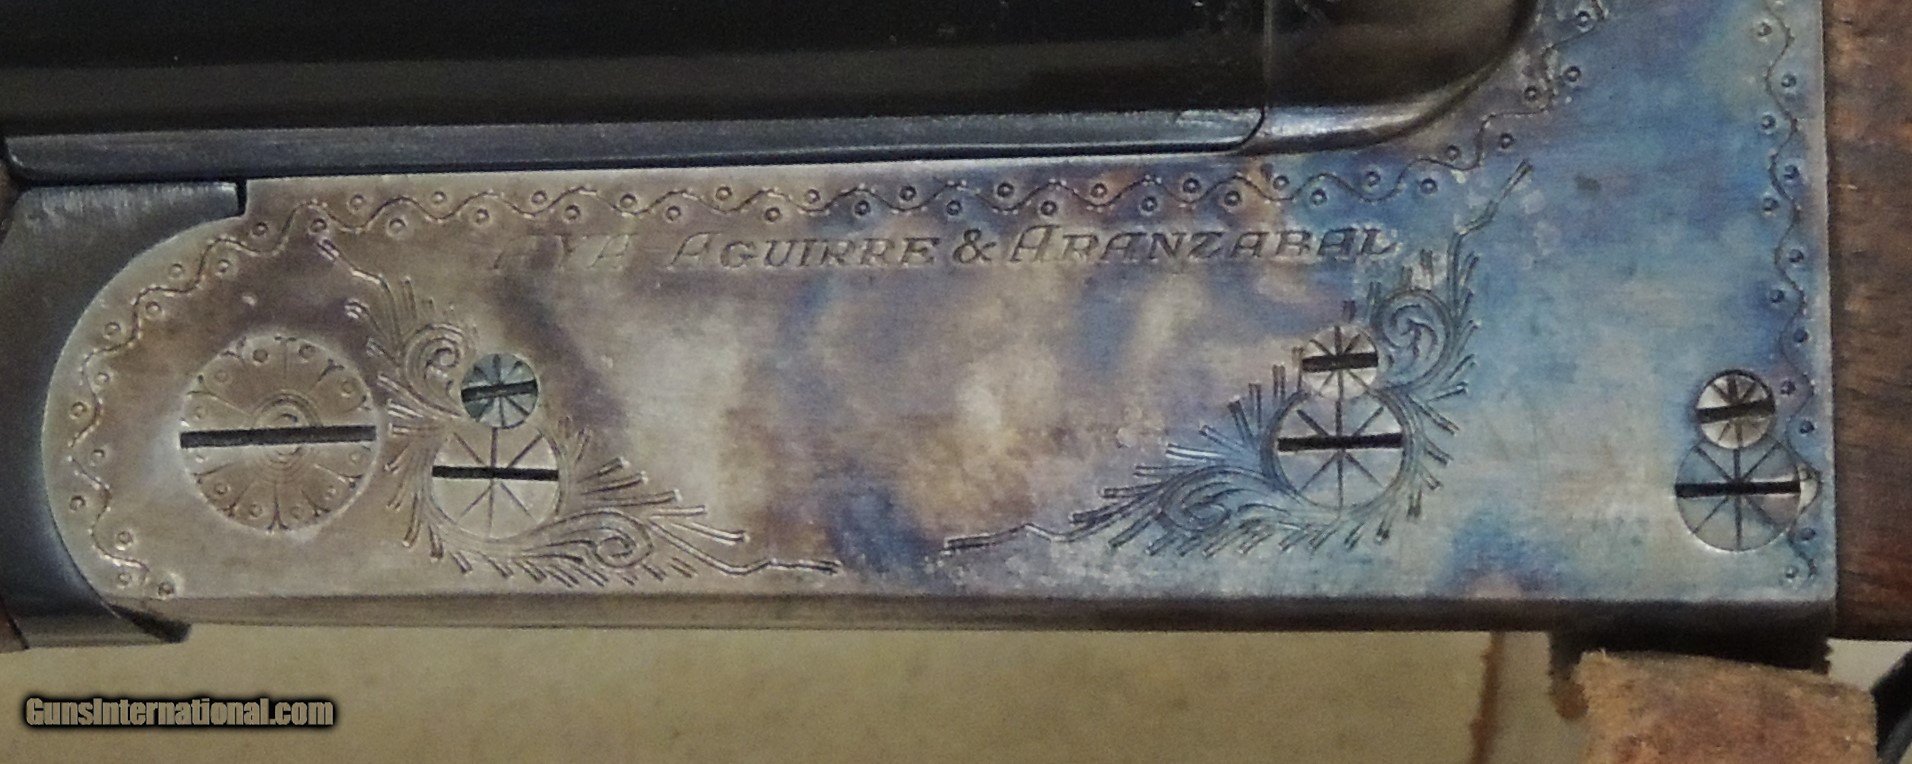 AYA AGUIRRE & ARANZABAL
GunsInternational.com